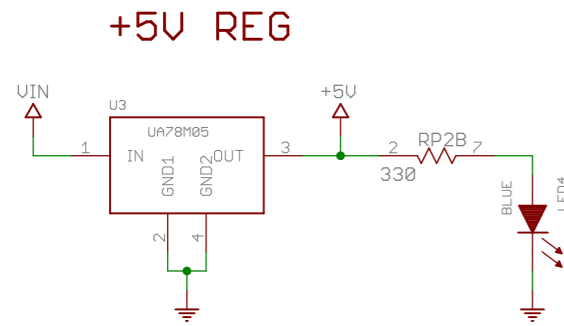 +5V REG
VIN
+5V
U3
UA78M05
1
IN
GND1
GND2
OUT
3
2
RP2B
7
330
2
4
BLUE
LED4